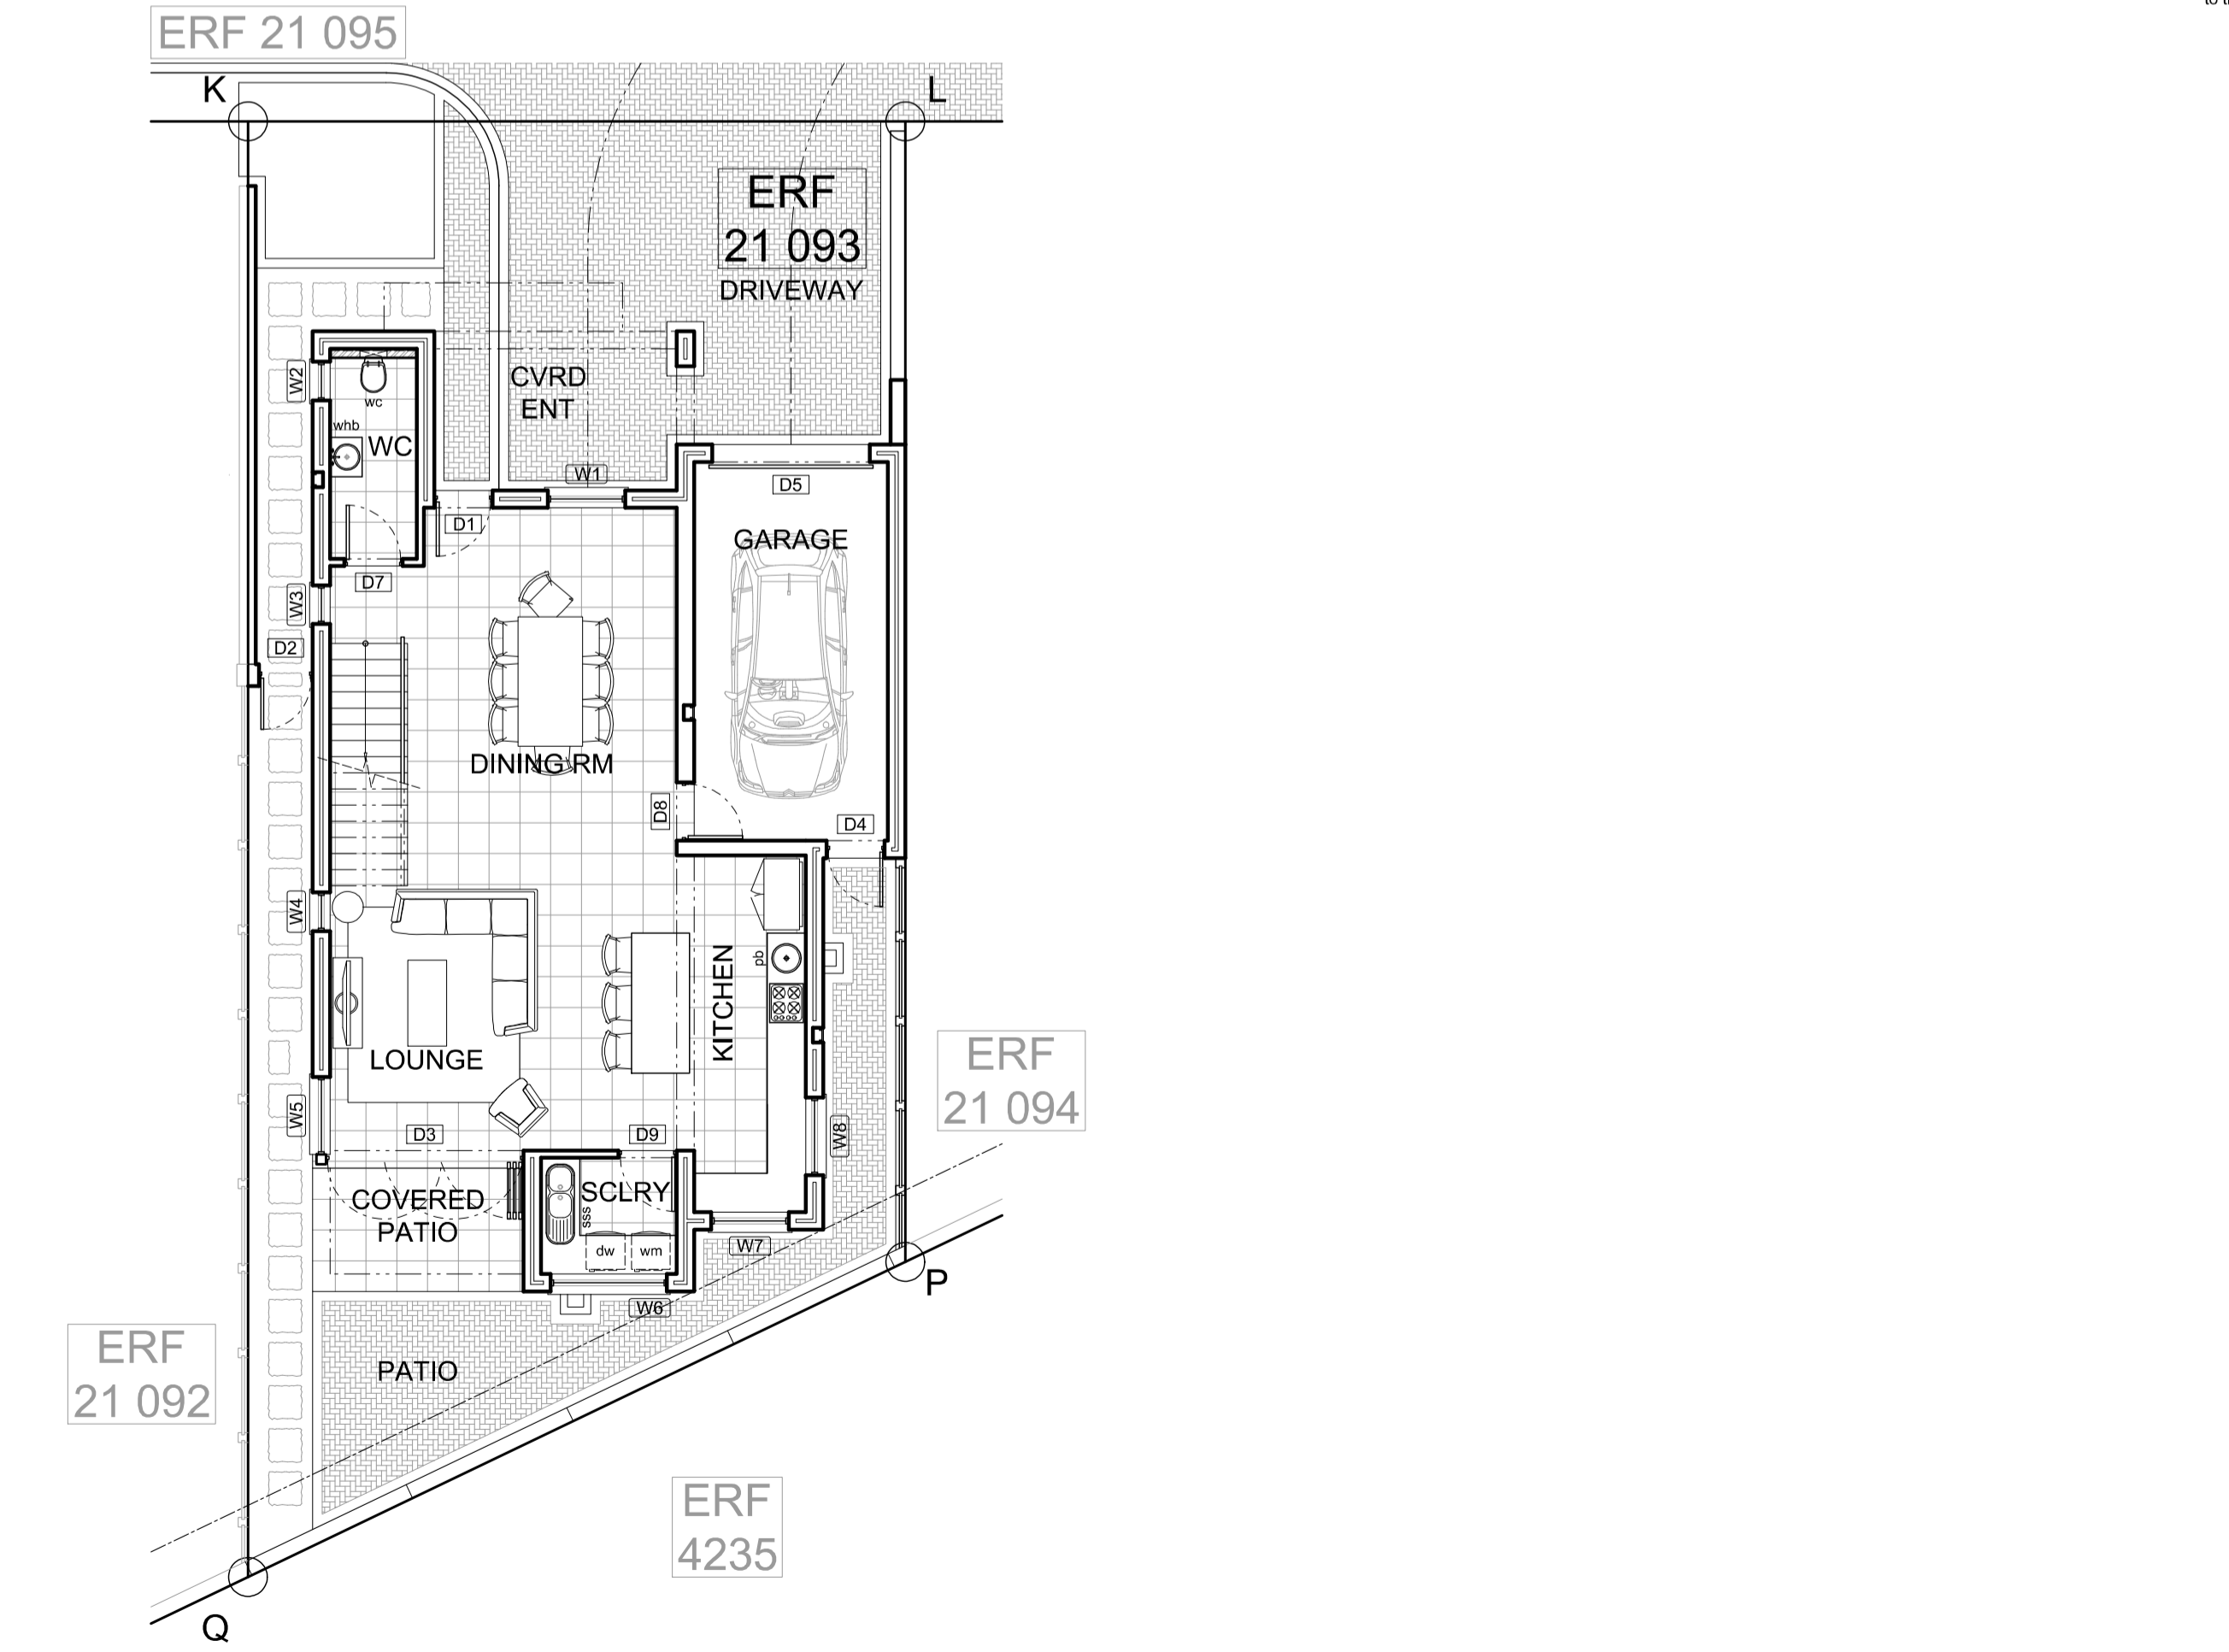 to t
ERF 21 095
K
L
ERF
21 093
DRIVEWAY
CVRD
ENT
W2
wc
whb
WC
W1
D5
D1
GARAGE
D7
W3
D2
DINING RM
D8
D4
W4
pb
KITCHEN
LOUNGE
ERF
21 094
W5
D3
D9
W8
SCLRY
COVERED
PATIO
sss
dw
wm
W7
W6
P
ERF
21 092
PATIO
ERF
4235
Q